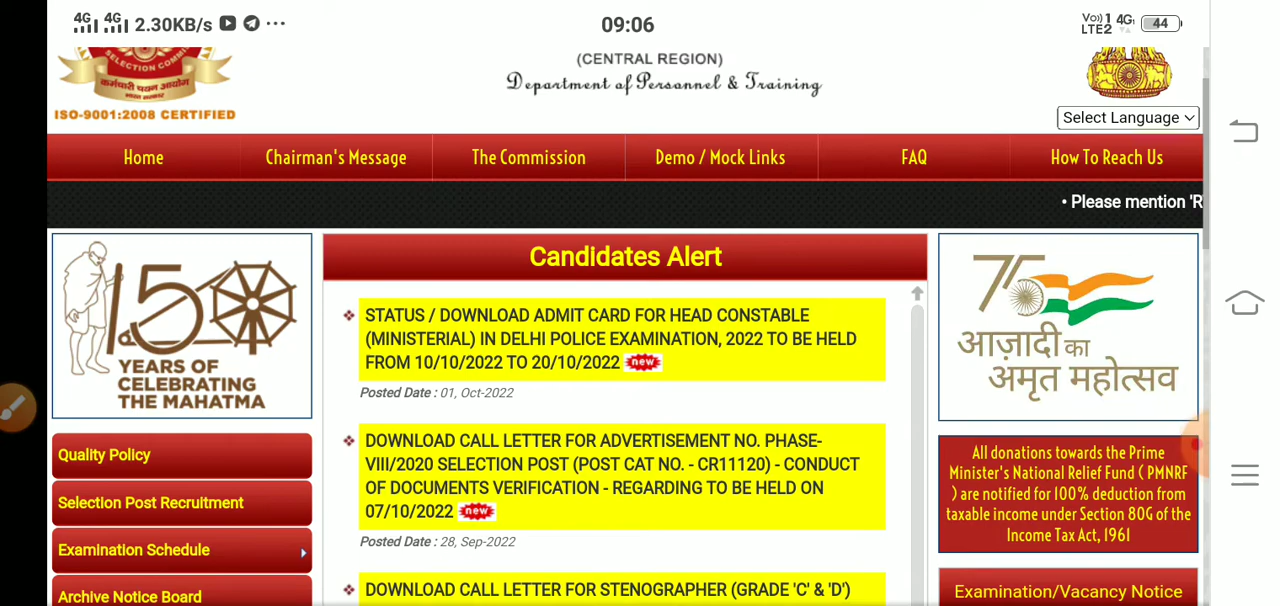 4G 4G 2.30KB/s ···
09:06
Vo)) 1 4G
LTE2
44
SELECTION COMMI
कर्मचारी चयन आयोग
भारत सरकार
ISO-9001:2008 CERTIFIED
(CENTRAL REGION)
Department of Personnel & Training
Select Language
Home
Chairman's Message
The Commission
Demo / Mock Links
FAQ
How To Reach Us
• Please mention 'R
150
YEARS OF
CELEBRATING
THE MAHATMA
Quality Policy
Selection Post Recruitment
Examination Schedule
Archive Notice Board
Candidates Alert
STATUS / DOWNLOAD ADMIT CARD FOR HEAD CONSTABLE
(MINISTERIAL) IN DELHI POLICE EXAMINATION, 2022 TO BE HELD
FROM 10/10/2022 TO 20/10/2022 new
Posted Date : 01, Oct-2022
DOWNLOAD CALL LETTER FOR ADVERTISEMENT NO. PHASE-
VIII/2020 SELECTION POST (POST CAT NO. - CR11120) - CONDUCT
OF DOCUMENTS VERIFICATION - REGARDING TO BE HELD ON
07/10/2022 new
Posted Date : 28, Sep-2022
DOWNLOAD CALL LETTER FOR STENOGRAPHER (GRADE 'C' & 'D')
75
आज़ादी का
अमृत महोत्सव
All donations towards the Prime
Minister's National Relief Fund ( PMNRF
) are notified for 100% deduction from
taxable income under Section 80G of the
Income Tax Act, 1961
Examination/Vacancy Notice